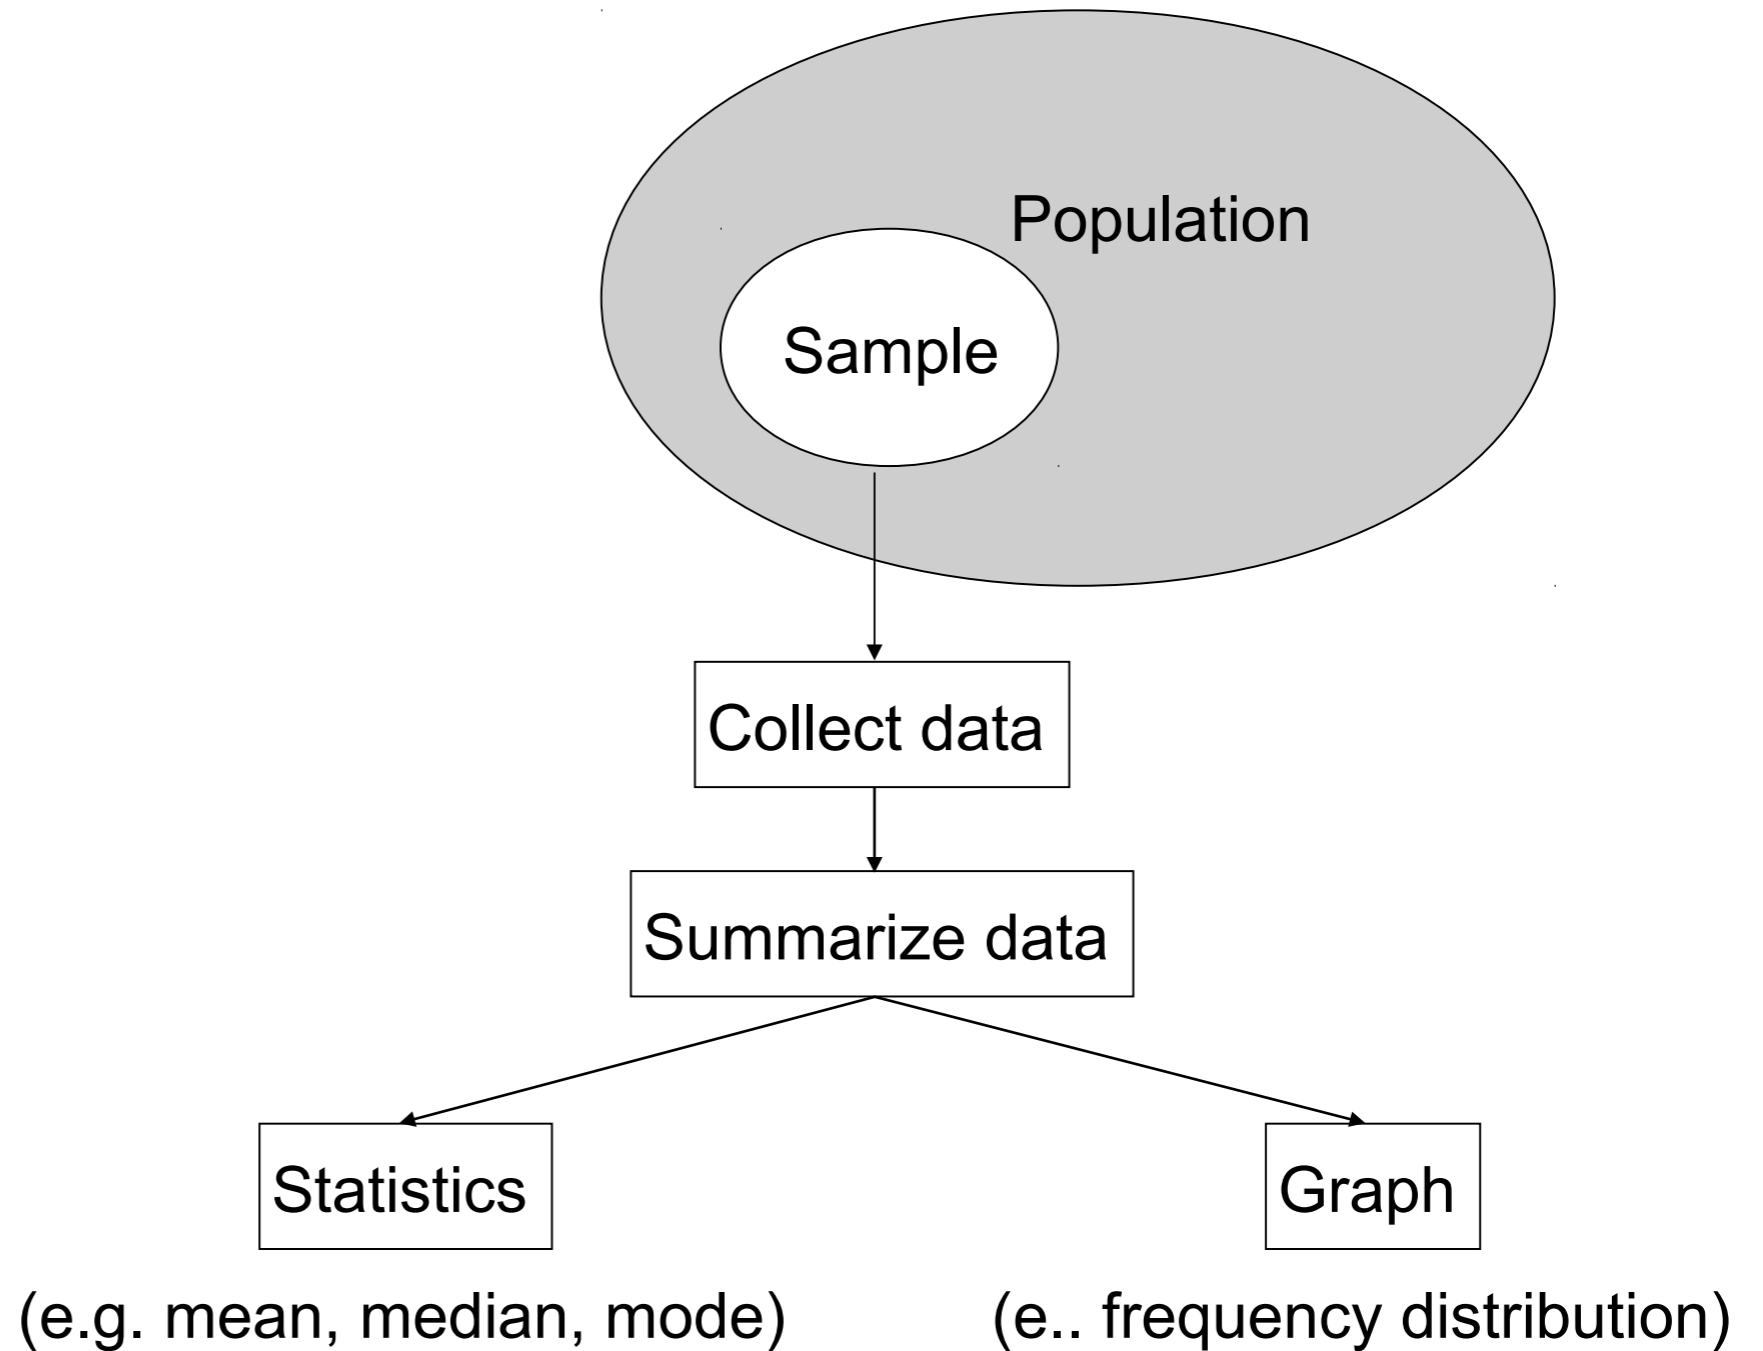 Population
Sample
Collect data
Summarize data
Statistics
Graph
(e.g. mean, median, mode)
(e.. frequency distribution)